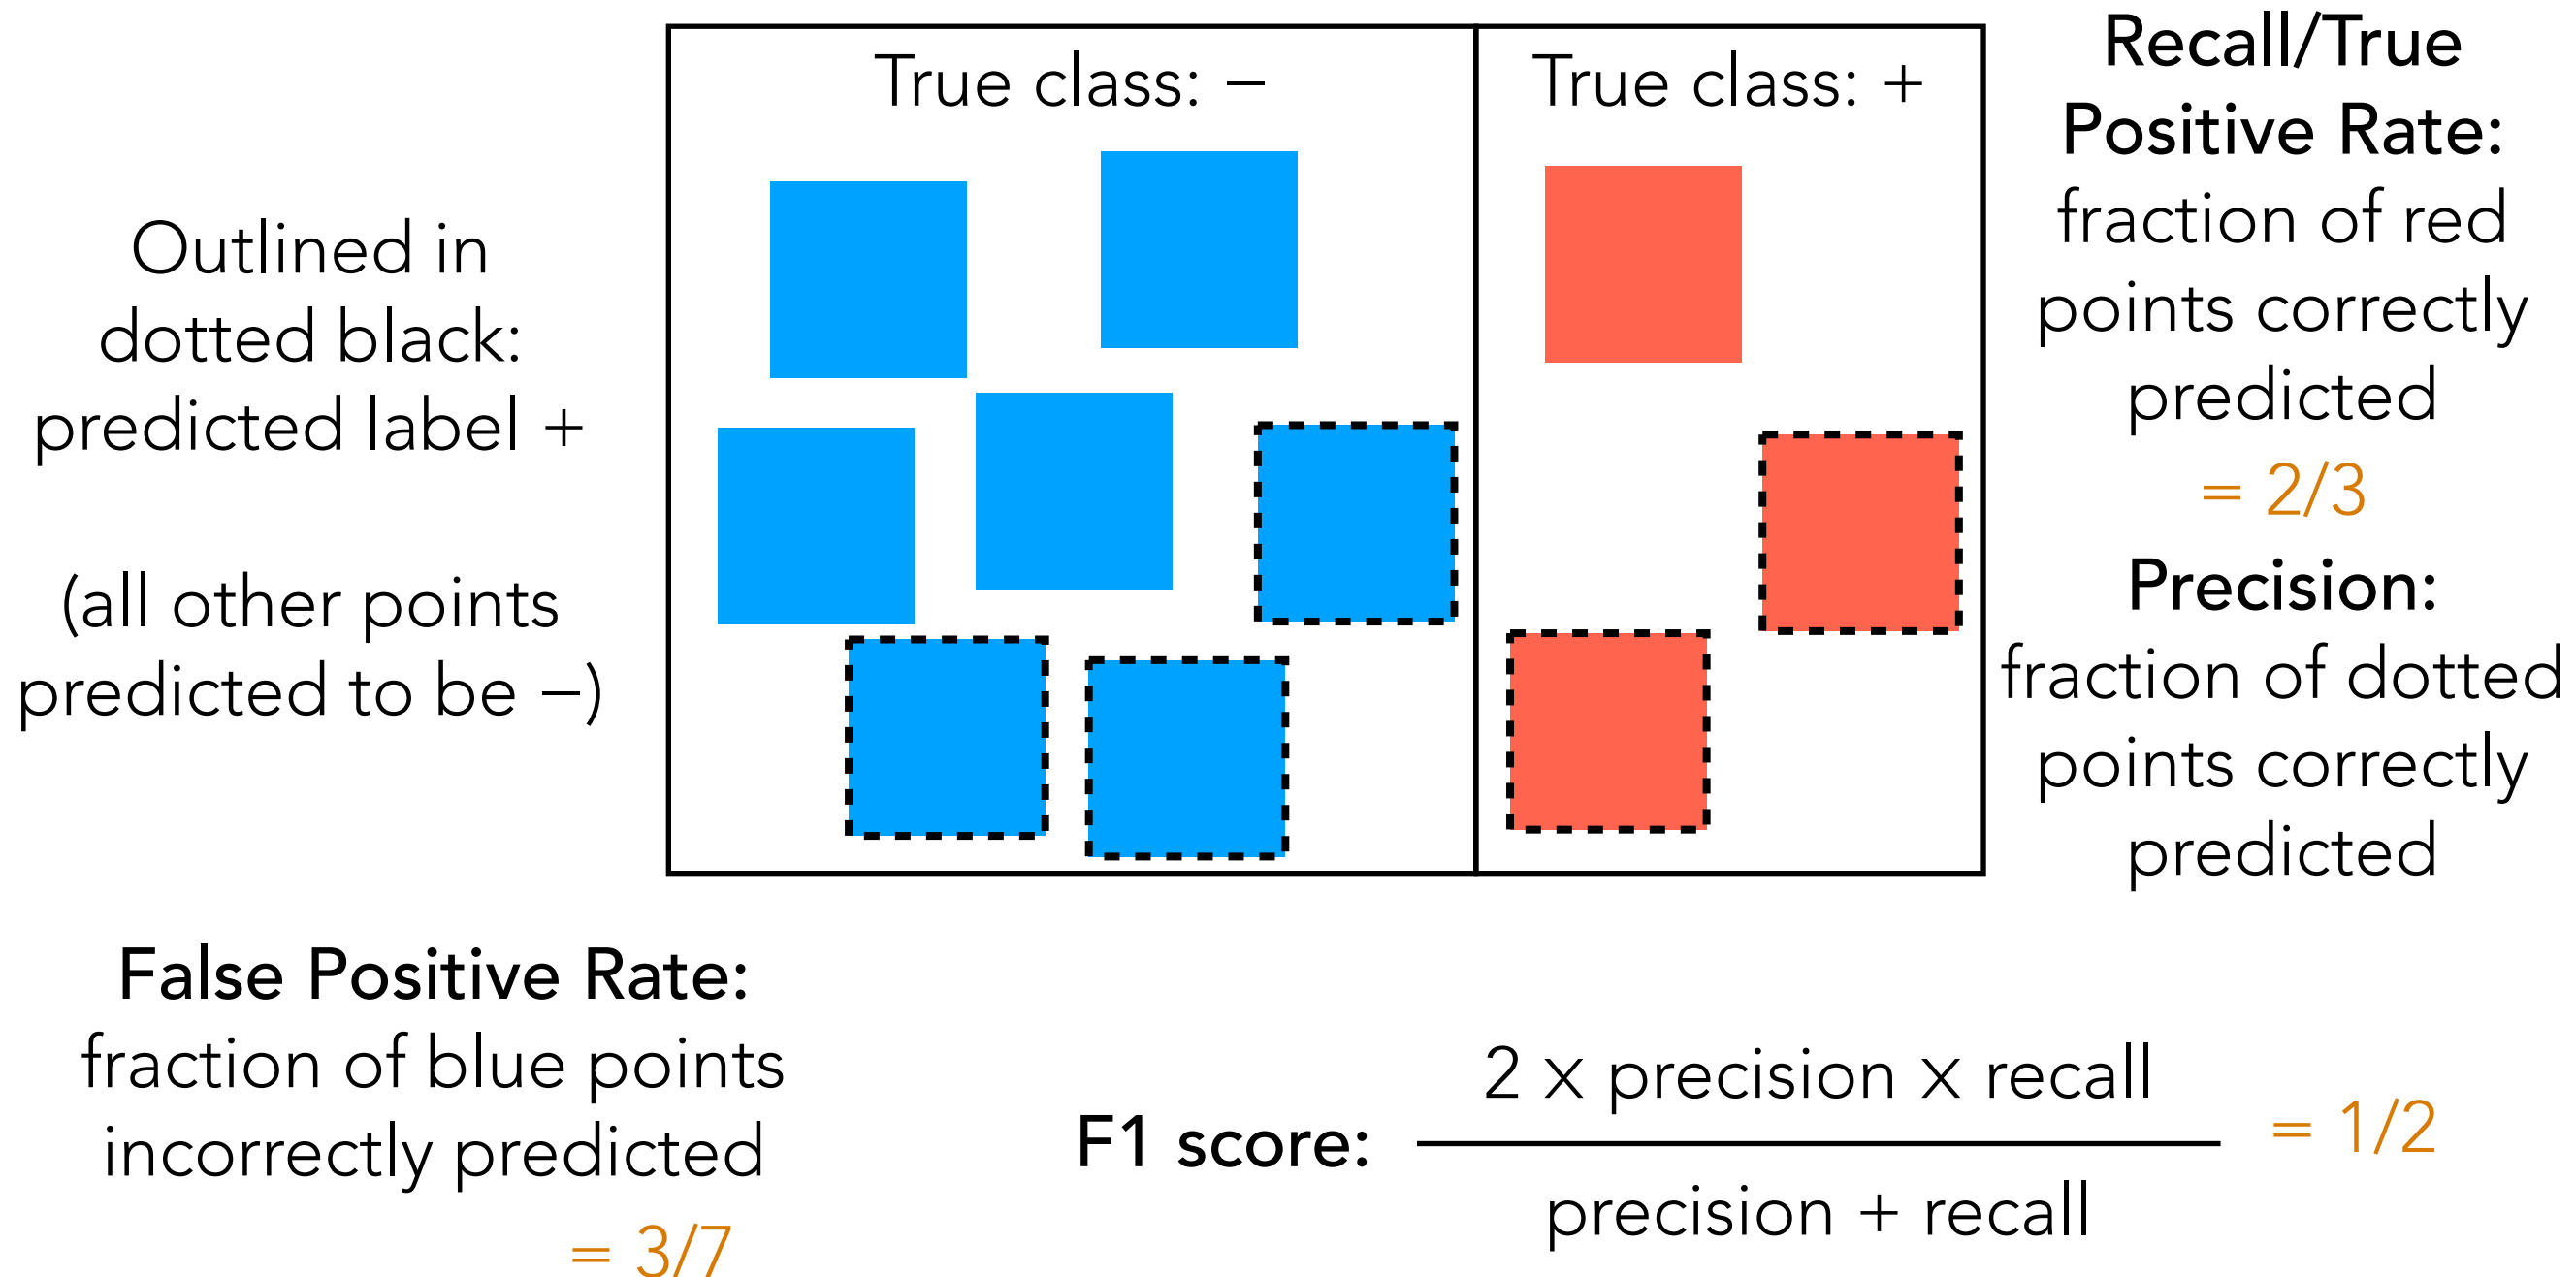 Outlined in
dotted black:
predicted label +
(all other points
predicted to be –)
True class: –
True class: +
Recall/True
Positive Rate:
fraction of red
points correctly
predicted
= 2/3
Precision:
fraction of dotted
points correctly
predicted
False Positive Rate:
fraction of blue points
incorrectly predicted
= 3/7
F1 score:
2 x precision x recall
precision + recall
= 1/2